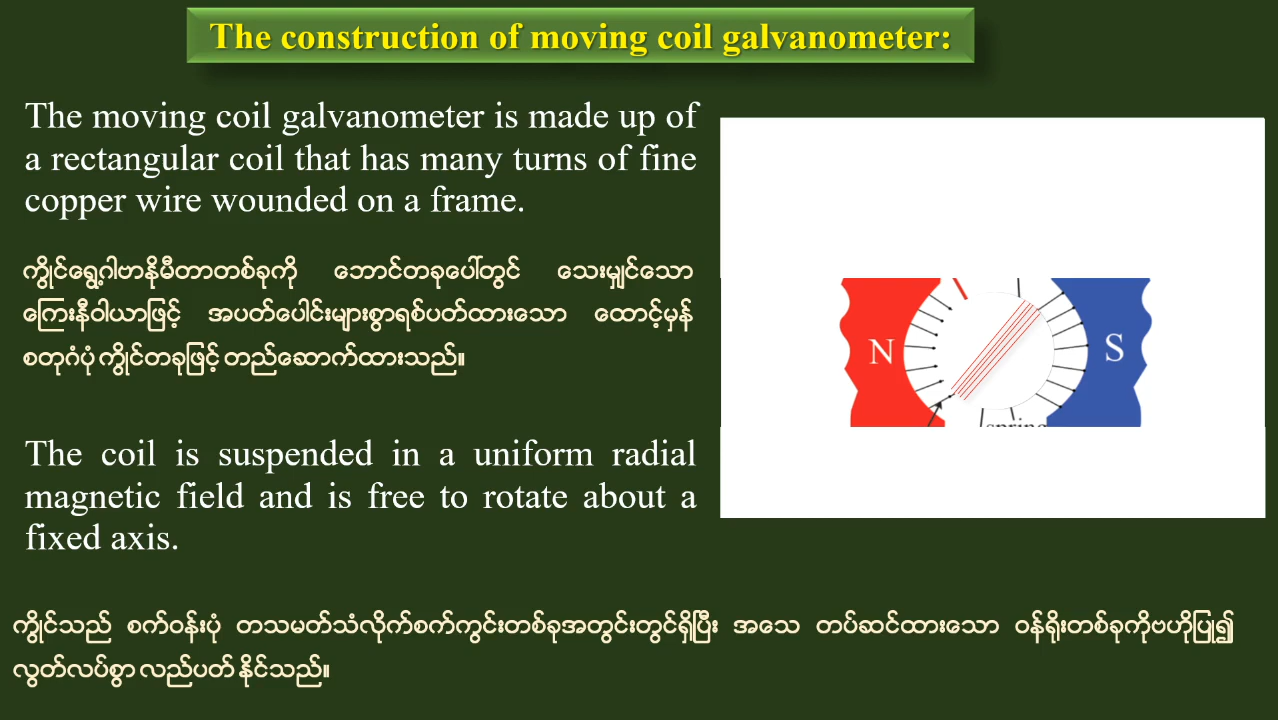 The construction of moving coil galvanometer:
The moving coil galvanometer is made up of
a rectangular coil that has many turns of fine
copper wire wounded on a frame.
ကွိုင်ရွေ့ဂါဗာနိုမီတာတစ်ခုကို ဘောင်တခုပေါ်တွင် သေးမျှင်သော
ကြေးနီဝါယာဖြင့် အပတ်ပေါင်းများစွာရစ်ပတ်ထားသော ထောင့်မှန်
စတုဂံပုံ ကွိုင်တခုဖြင့် တည်ဆောက်ထားသည်။
N
S
The coil is suspended in a uniform radial
magnetic field and is free to rotate about a
fixed axis.
ကွိုင်သည် စက်ဝန်းပုံ တသမတ်သံလိုက်စက်ကွင်းတစ်ခုအတွင်းတွင်ရှိပြီး အသေ တပ်ဆင်ထားသော ဝန်ရိုးတစ်ခုကိုဗဟိုပြု၍
လွတ်လပ်စွာ လည်ပတ် နိုင်သည်။